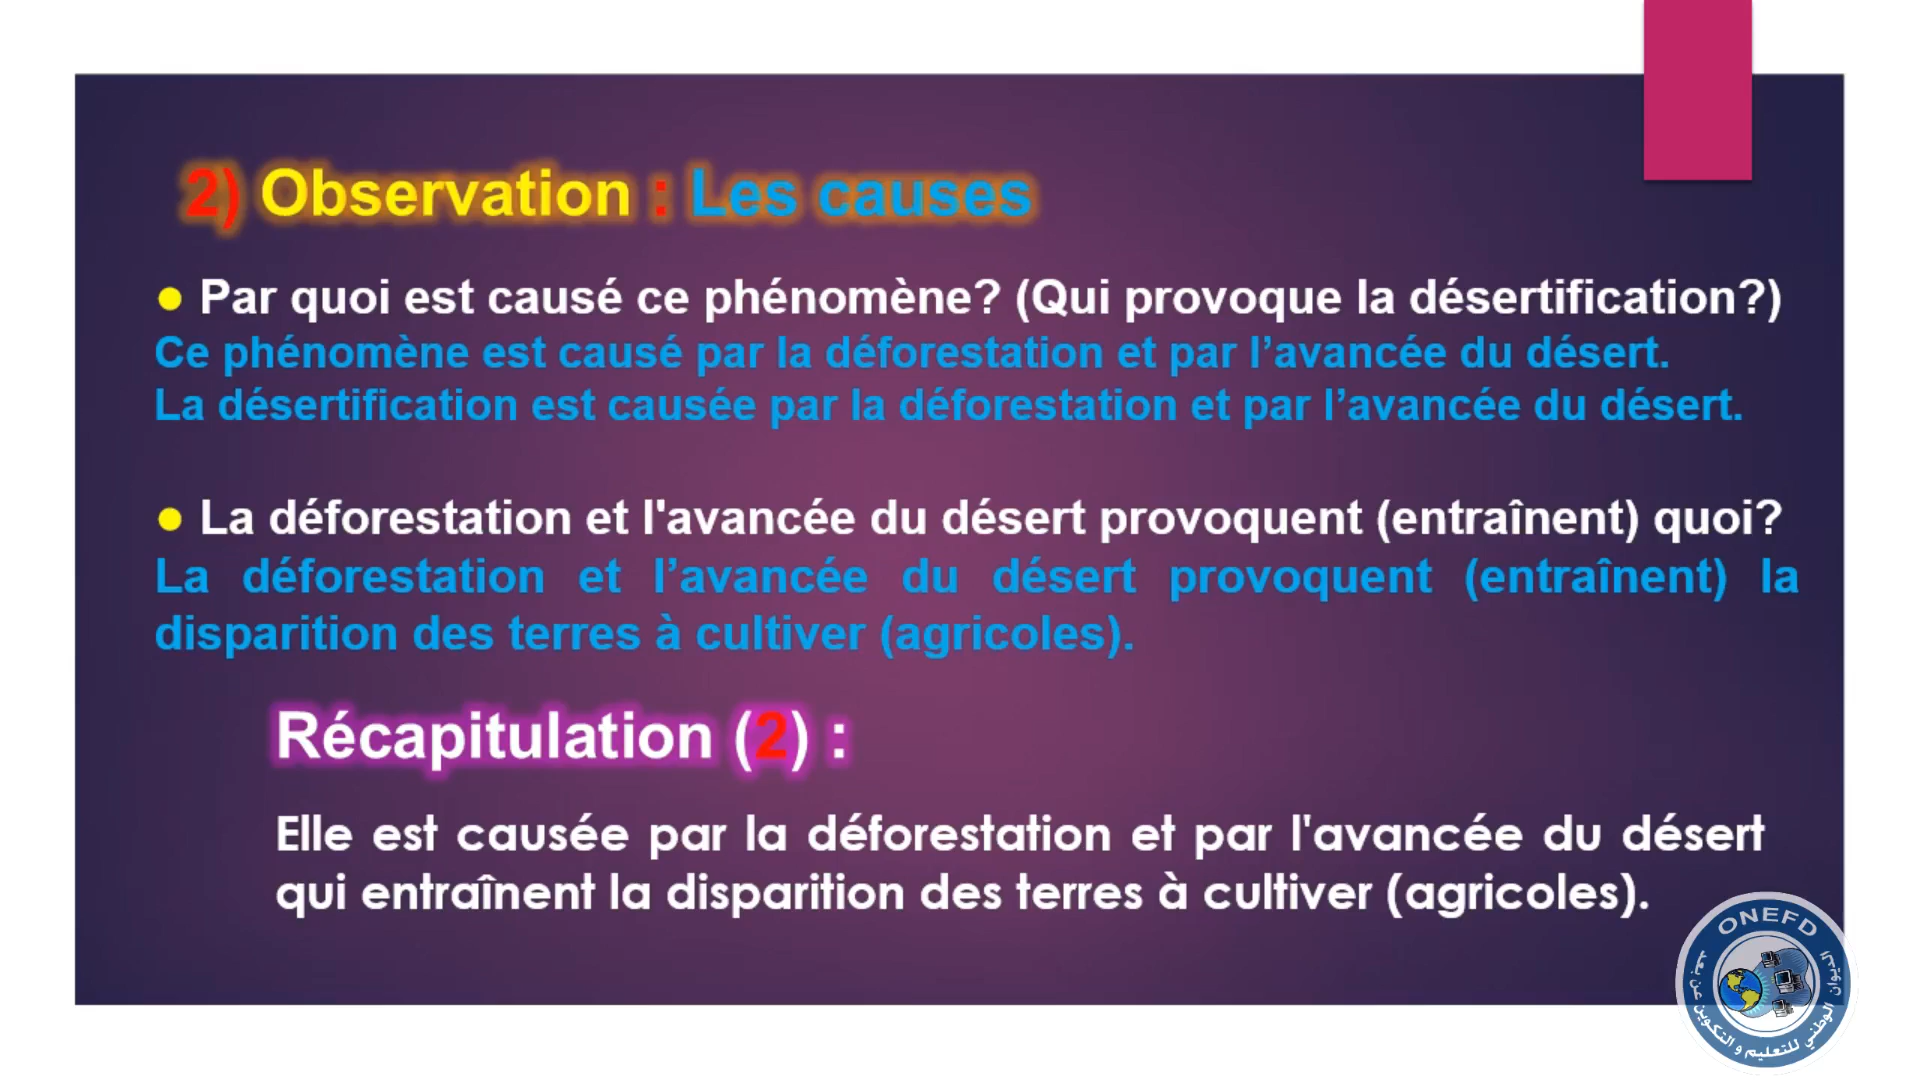 2) Observation : Les causes
● Par quoi est causé ce phénomène? (Qui provoque la désertification?)
Ce phénomène est causé par la déforestation et par l’avancée du désert.
La désertification est causée par la déforestation et par l’avancée du désert.
● La déforestation et l'avancée du désert provoquent (entraînent) quoi?
La déforestation et l’avancée du désert provoquent (entraînent) la
disparition des terres à cultiver (agricoles).
Récapitulation (2) :
Elle est causée par la déforestation et par l'avancée du désert
qui entraînent la disparition des terres à cultiver (agricoles).
ONEFD
الديوان الوطني للتعليم و التكوين عن بعد